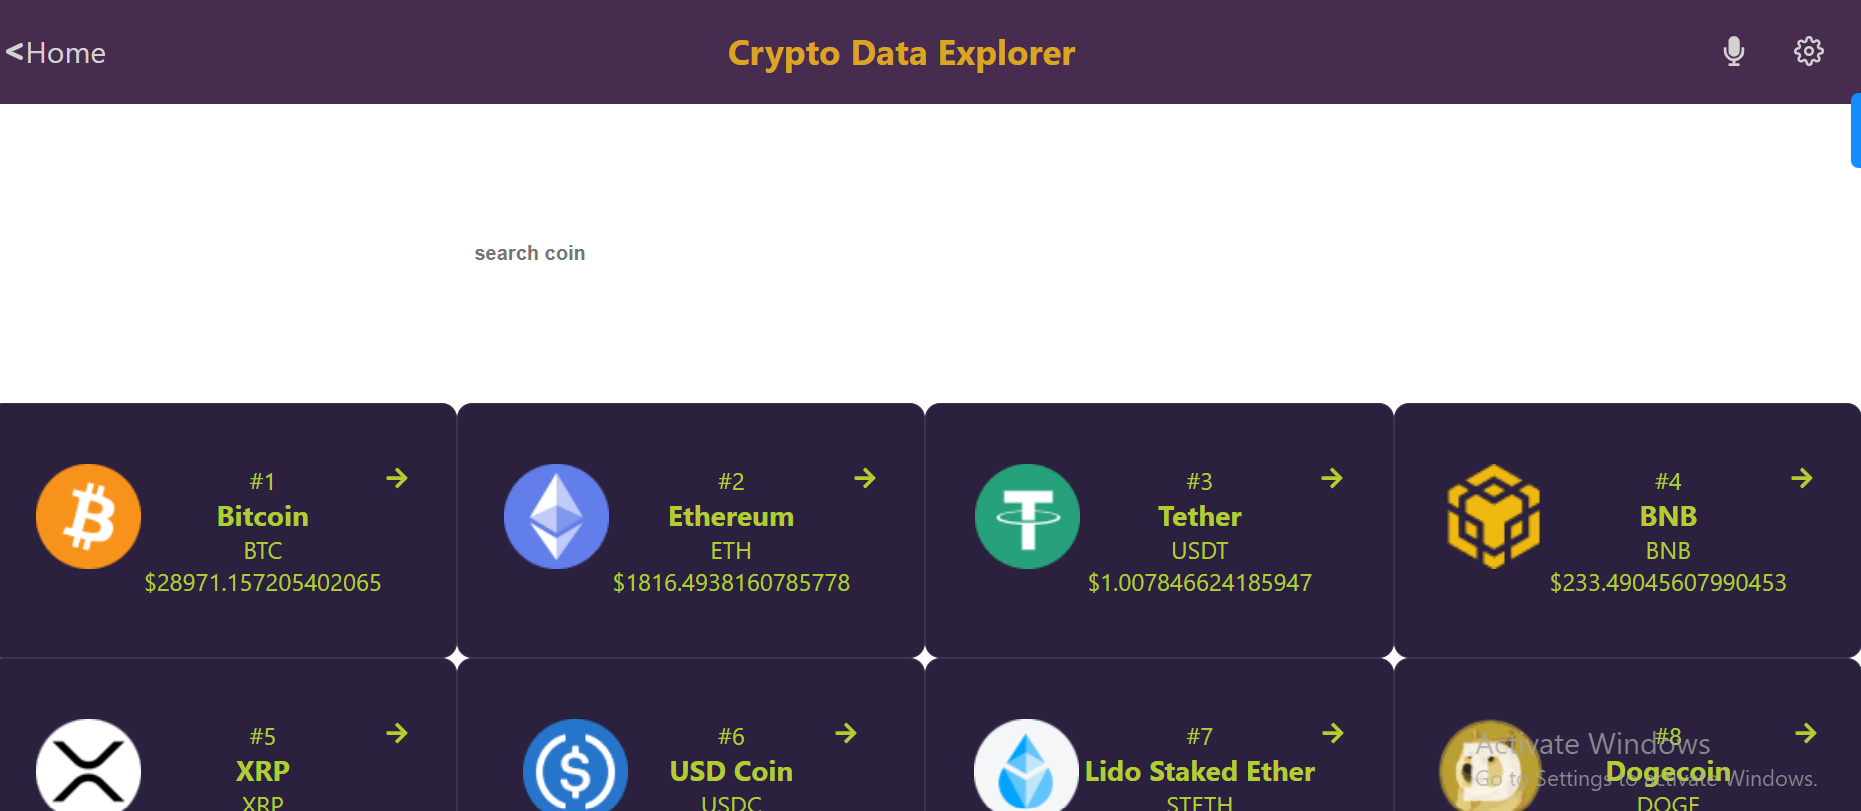 <Home
Crypto Data Explorer
search coin
#1
Bitcoin
BTC
$28971.157205402065
#2
Ethereum
ETH
$1816.4938160785778
#3
Tether
USDT
$1.007846624185947
#4
BNB
BNB
$233.49045607990453
#5
XRP
XRP
#6
USD Coin
USDC
#7
Lido Staked Ether
STETH
#8
Dogecoin
DOGE
Activate Windows
Go to Settings to activate Windows.